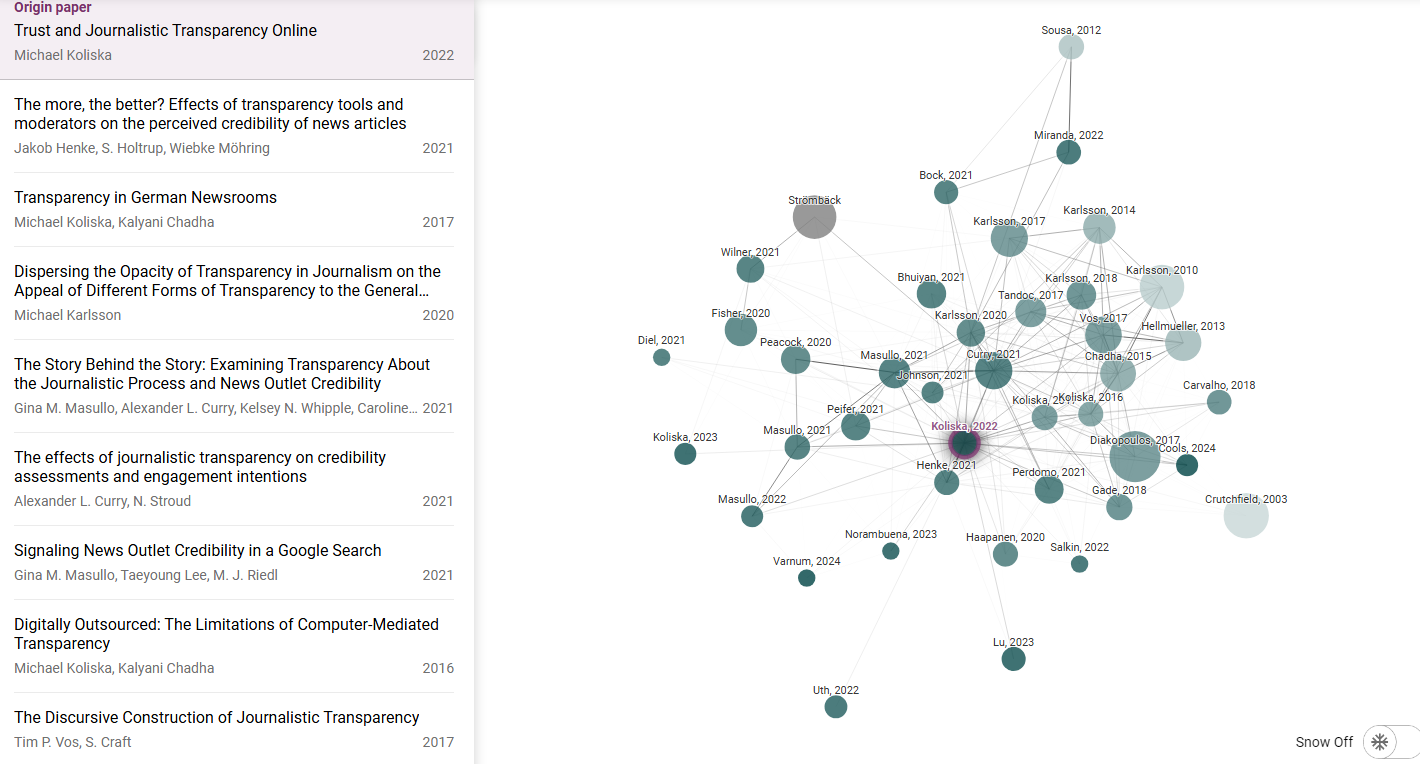 Origin paper
Trust and Journalistic Transparency Online
Michael Koliska 2022
The more, the better? Effects of transparency tools and
moderators on the perceived credibility of news articles
Jakob Henke, S. Holtrup, Wiebke Möhring 2021
Transparency in German Newsrooms
Michael Koliska, Kalyani Chadha 2017
Dispersing the Opacity of Transparency in Journalism on the
Appeal of Different Forms of Transparency to the General...
Michael Karlsson 2020
The Story Behind the Story: Examining Transparency About
the Journalistic Process and News Outlet Credibility
Gina M. Masullo, Alexander L. Curry, Kelsey N. Whipple, Caroline... 2021
The effects of journalistic transparency on credibility
assessments and engagement intentions
Alexander L. Curry, N. Stroud 2021
Signaling News Outlet Credibility in a Google Search
Gina M. Masullo, Taeyoung Lee, M. J. Riedl 2021
Digitally Outsourced: The Limitations of Computer-Mediated
Transparency
Michael Koliska, Kalyani Chadha 2016
The Discursive Construction of Journalistic Transparency
Tim P. Vos, S. Craft 2017
Sousa, 2012
Miranda, 2022
Bock, 2021
Strömbäck
Karlsson, 2014
Karlsson, 2017
Wilner, 2021
Karlsson, 2010
Bhuiyan, 2021
Karlsson, 2018
Tandoc, 2017
Fisher, 2020
Karlsson, 2020
Vos, 2017
Hellmueller, 2013
Diel, 2021
Peacock, 2020
Masullo, 2021
Curry, 2021
Chadha, 2015
Johnson, 2021
Carvalho, 2018
Koliska, 2017
Koliska, 2016
Peifer, 2021
Koliska, 2022
Masullo, 2021
Koliska, 2023
Diakopoulos, 2017
Cools, 2024
Henke, 2021
Perdomo, 2021
Gade, 2018
Masullo, 2022
Crutchfield, 2003
Norambuena, 2023
Haapanen, 2020
Salkin, 2022
Varnum, 2024
Lu, 2023
Uth, 2022
Snow Off